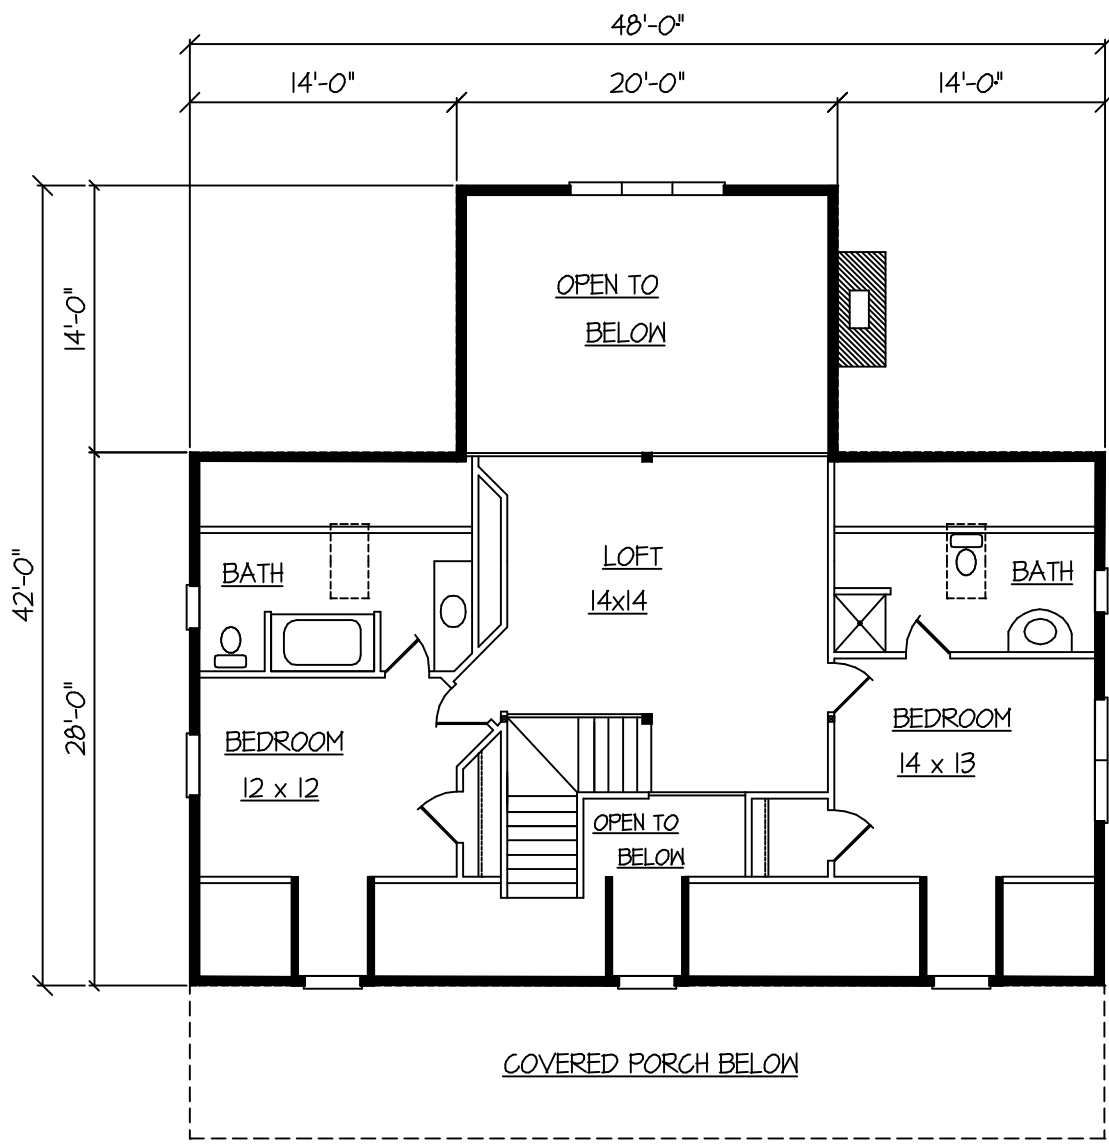 48'-0"
14'-0"
20'-0"
14'-0"
OPEN TO
BELOW
14'-0"
42'-0"
28'-0"
BATH
LOFT
14x14
BATH
BEDROOM
12 x 12
BEDROOM
14 x 13
OPEN TO
BELOW
COVERED PORCH BELOW